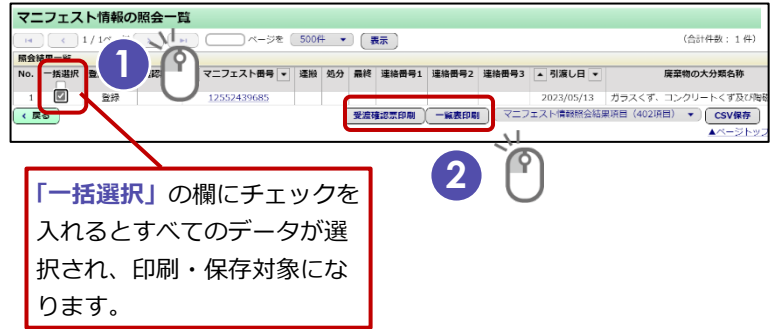 マニフェスト情報の照会一覧
1 / 1ページ ページを 500件 表示 (合計件数:1件)
照会結果一覧
No. 一括選択 マニフェスト番号 運搬 処分 最終 連絡番号1 連絡番号2 連絡番号3 引渡し日 廃棄物の大分類名称
1 登録 12552439685 2023/05/13 ガラスくず、コンクリートくず及び陶磁
戻る 受渡確認票印刷 一覧表印刷 マニフェスト情報照会結果項目(402項目) CSV保存
▲ページトップ
1
2
「一括選択」の欄にチェックを
入れるとすべてのデータが選
択され、印刷・保存対象にな
ります。